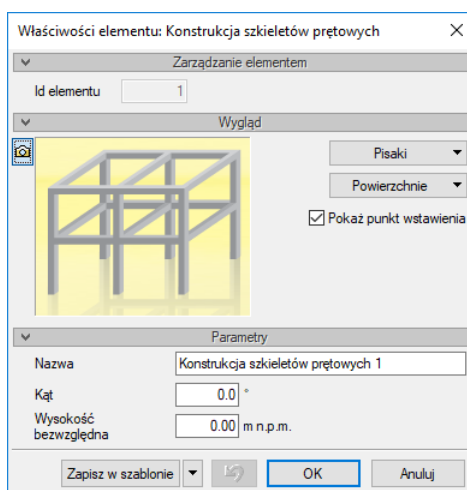 Właściwości elementu: Konstrukcja szkieletów prętowych
Zarządzanie elementem
Id elementu 1
Wygląd
Pisaki
Powierzchnie
Pokaż punkt wstawienia
Parametry
Nazwa Konstrukcja szkieletów prętowych 1
Kąt 0.0 °
Wysokość
bezwzględna 0.00 m n.p.m.
Zapisz w szablonie OK Anuluj